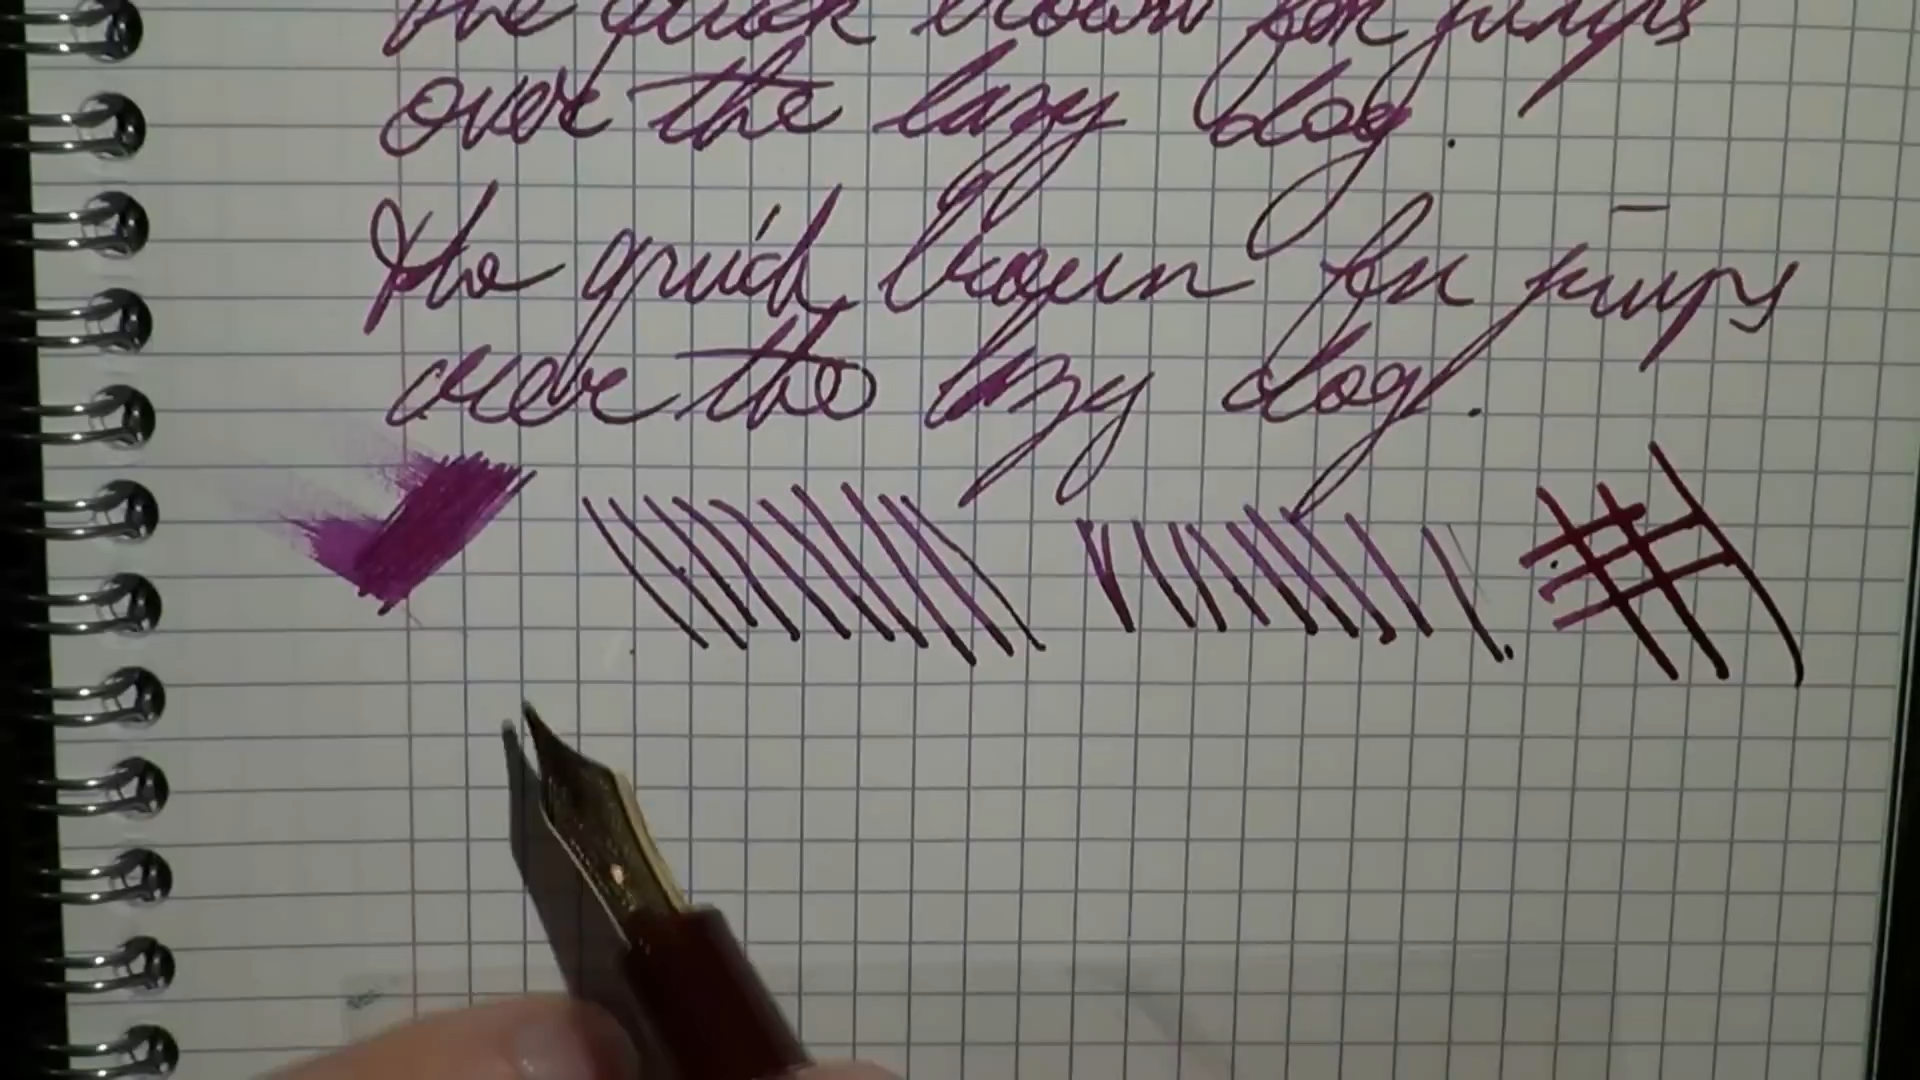 the quick brown fox jumps
over the lazy dog.
The quick brown fox jumps
over the lazy dog.